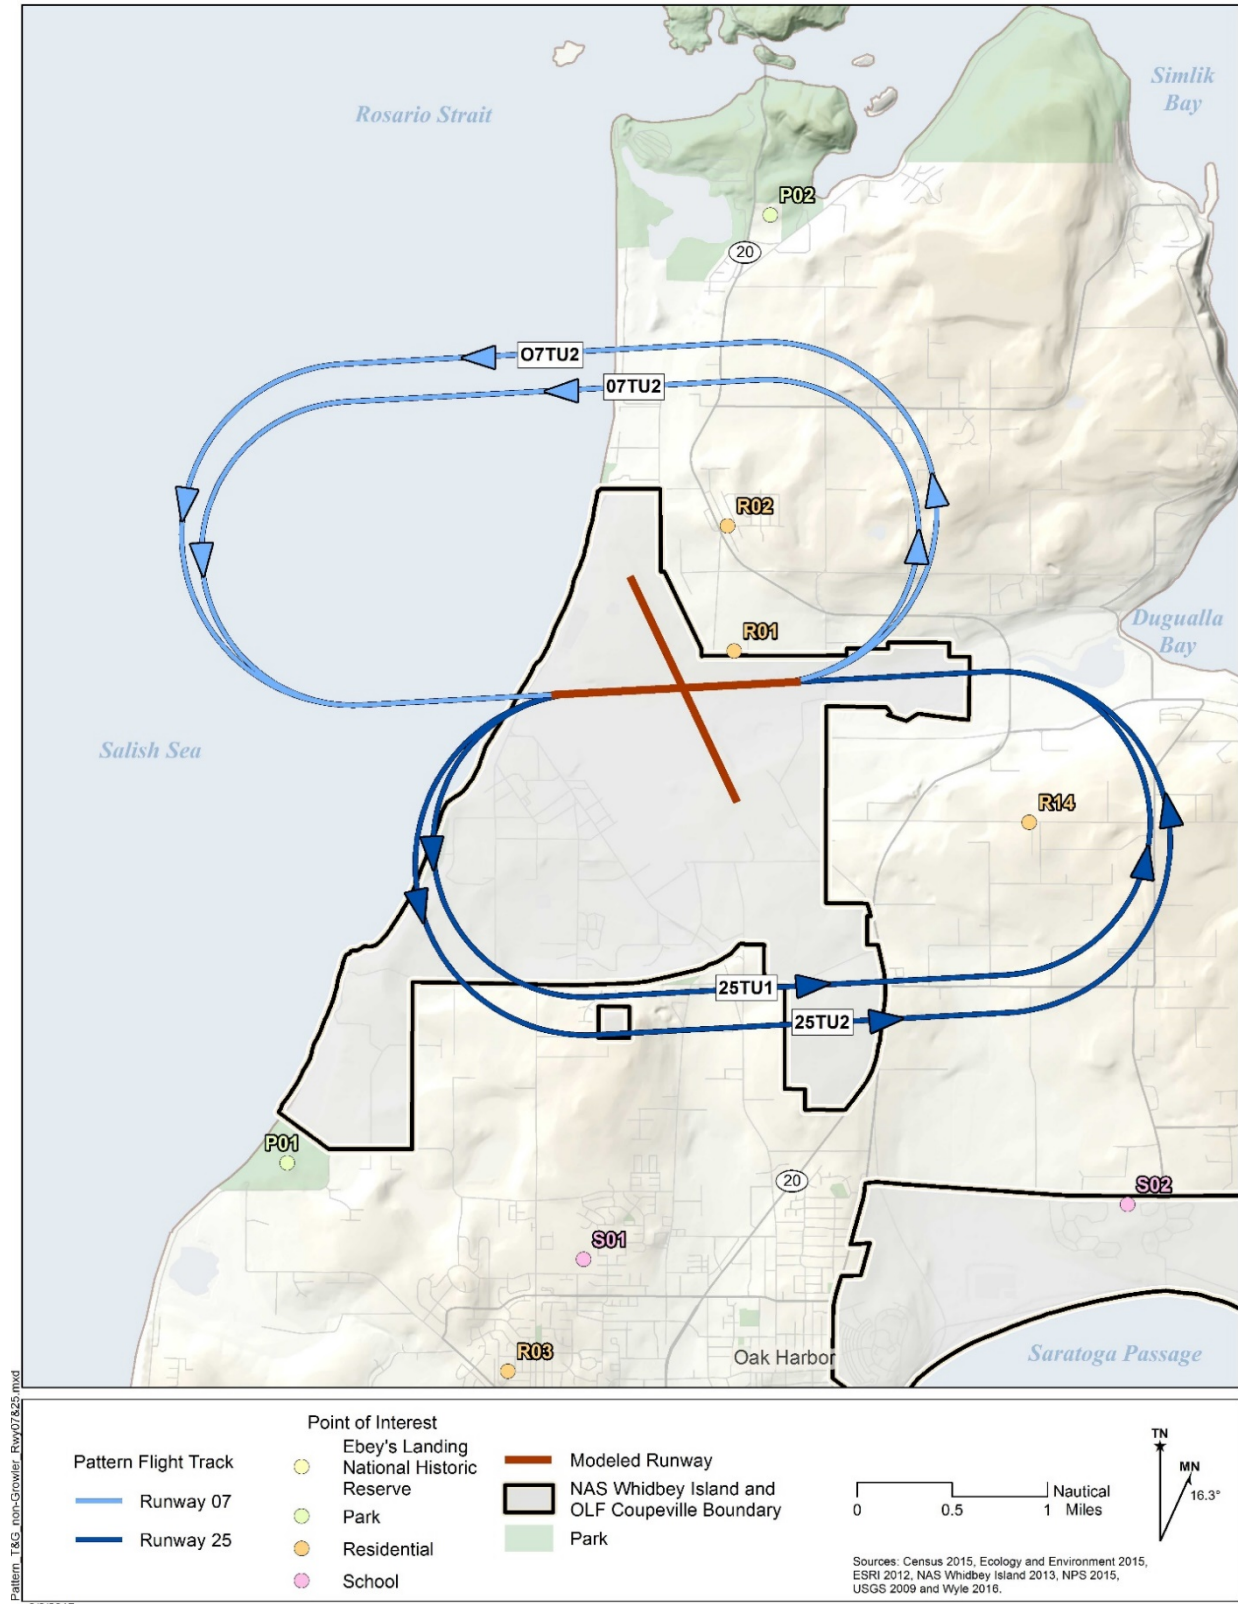 Rosario Strait
Simlik
Bay
P02
20
O7TU2
07TU2
R02
R01
Dugualla
Bay
Salish Sea
R14
25TU1
25TU2
P01
20
S02
S01
R03
Oak Harbor
Saratoga Passage
Pattern_T&G_non-Growler_Rwy07&25.mxd
Point of Interest
Pattern Flight Track
Runway 07
Runway 25
Ebey's Landing
National Historic
Reserve
Park
Residential
School
Modeled Runway
NAS Whidbey Island and
OLF Coupeville Boundary
Park
Nautical
Miles
0 0.5 1
TN
MN
16.3°
Sources: Census 2015, Ecology and Environment 2015,
ESRI 2012, NAS Whidbey Island 2013, NPS 2015,
USGS 2009 and Wyle 2016.